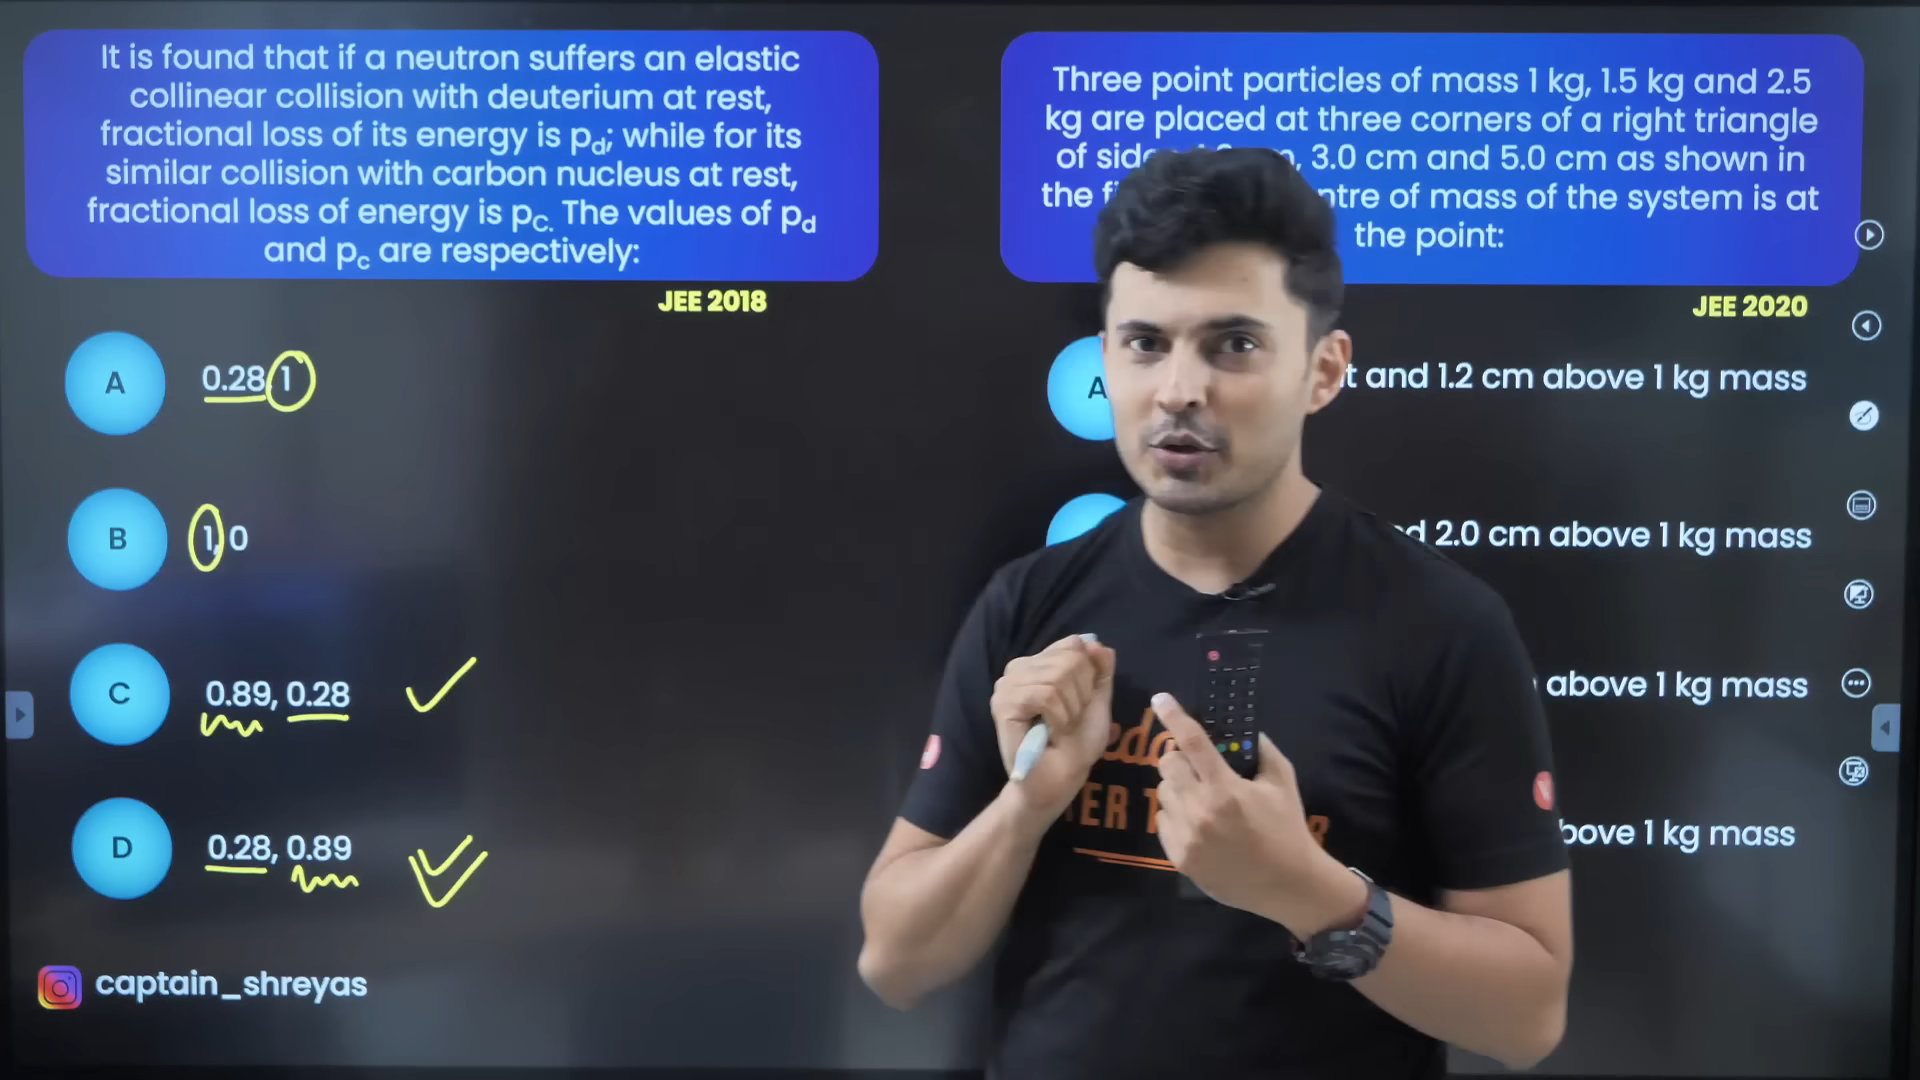 It is found that if a neutron suffers an elastic
collinear collision with deuterium at rest,
fractional loss of its energy is pd; while for its
similar collision with carbon nucleus at rest,
fractional loss of energy is pc. The values of pd
and pc are respectively:
JEE 2018
A 0.28, 1
B 1, 0
C 0.89, 0.28
D 0.28, 0.89
captain_shreyas
Three point particles of mass 1 kg, 1.5 kg and 2.5
kg are placed at three corners of a right triangle
of 3.0 cm and 5.0 cm as shown in
the of mass of the system is at
the point:
JEE 2020
A and 1.2 cm above 1 kg mass
2.0 cm above 1 kg mass
above 1 kg mass
1 kg mass